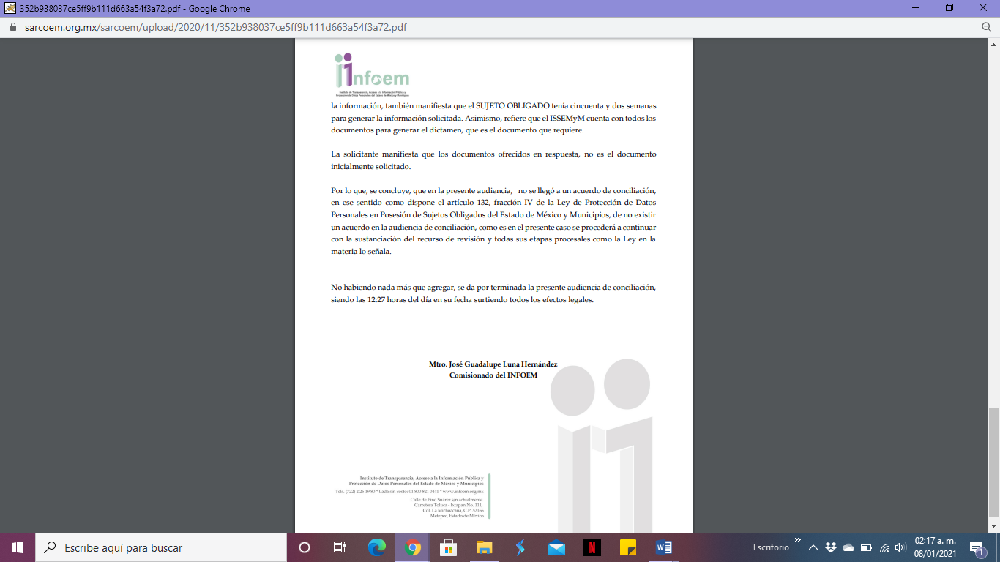 352b938037ce5ff9b111d663a54f3a72.pdf - Google Chrome
sarcoem.org.mx/sarcoem/upload/2020/11/352b938037ce5ff9b111d663a54f3a72.pdf
infoem
Instituto de Transparencia, Acceso a la Información Pública y
Protección de Datos Personales del Estado de México y Municipios
la información, también manifiesta que el SUJETO OBLIGADO tenía cincuenta y dos semanas
para generar la información solicitada. Asimismo, refiere que el ISSEMyM cuenta con todos los
documentos para generar el dictamen, que es el documento que requiere.
La solicitante manifiesta que los documentos ofrecidos en respuesta, no es el documento
inicialmente solicitado.
Por lo que, se concluye, que en la presente audiencia, no se llegó a un acuerdo de conciliación,
en ese sentido como dispone el artículo 132, fracción IV de la Ley de Protección de Datos
Personales en Posesión de Sujetos Obligados del Estado de México y Municipios, de no existir
un acuerdo en la audiencia de conciliación, como es en el presente caso se procederá a continuar
con la sustanciación del recurso de revisión y todas sus etapas procesales como la Ley en la
materia lo señala.
No habiendo nada más que agregar, se da por terminada la presente audiencia de conciliación,
siendo las 12:27 horas del día en su fecha surtiendo todos los efectos legales.
Mtro. José Guadalupe Luna Hernández
Comisionado del INFOEM
Instituto de Transparencia, Acceso a la Información Pública y
Protección de Datos Personales del Estado de México y Municipios
Tels. (722) 2 26 19 80 * Lada sin costo: 01 800 821 0441 * www.infoem.org.mx
Calle de Pino Suárez s/n actualmente
Carretera Toluca - Ixtapan No. 111,
Col. La Michoacana, C.P. 52166
Metepec, Estado de México
Escribe aquí para buscar
Escritorio
02:17 a. m.
08/01/2021
1